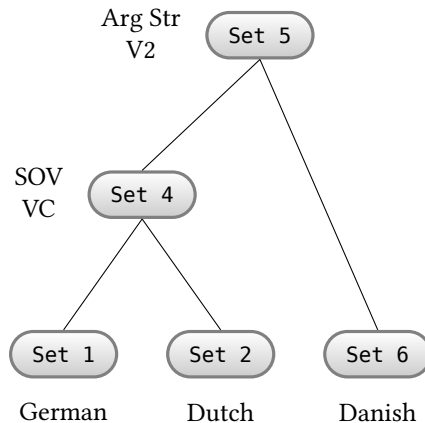 Arg Str
V2
Set 5
SOV
VC
Set 4
Set 1
Set 2
Set 6
German
Dutch
Danish